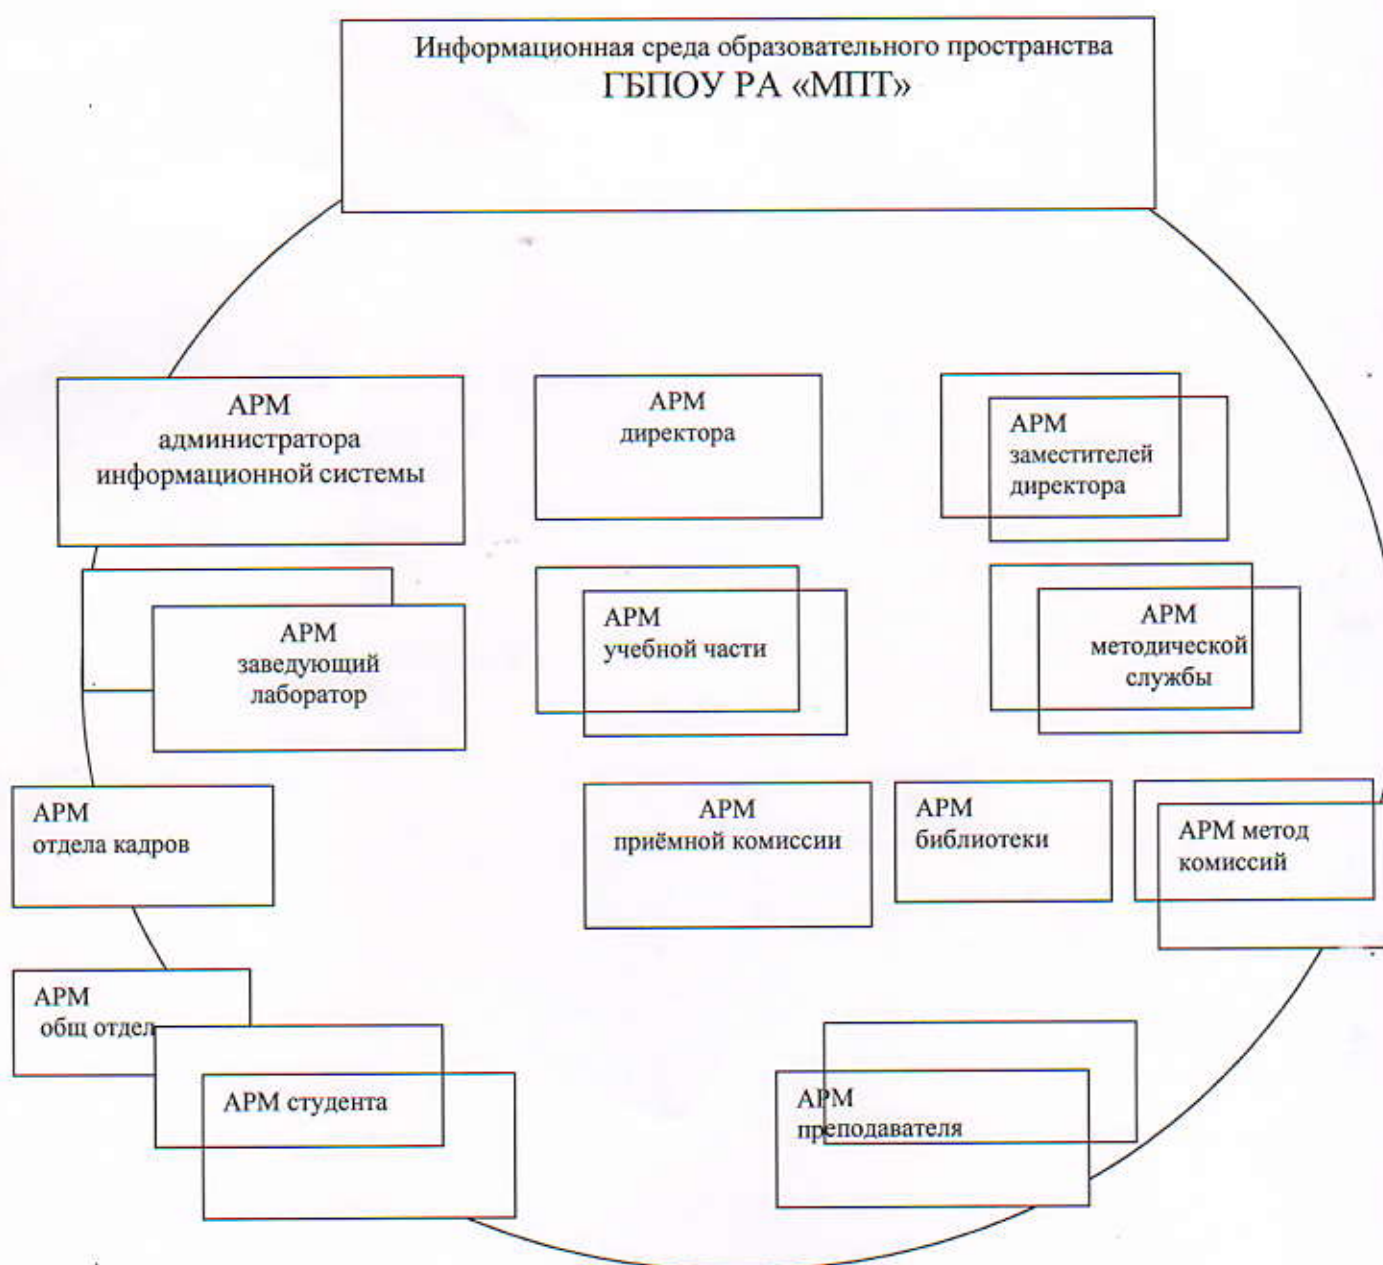 Информационная среда образовательного пространства
ГБПОУ РА «МПТ»
АРМ
администратора
информационной системы
АРМ
директора
АРМ
заместителей
директора
АРМ
заведующий
лаборатор
АРМ
учебной части
АРМ
методической
службы
АРМ
отдела кадров
АРМ
приёмной комиссии
АРМ
библиотеки
АРМ метод
комиссий
АРМ
общ отдел
АРМ студента
АРМ
преподавателя